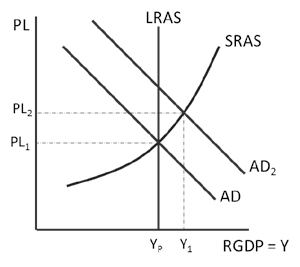 PL
LRAS
SRAS
PL2
PL1
AD2
AD
YP
Y1
RGDP = Y